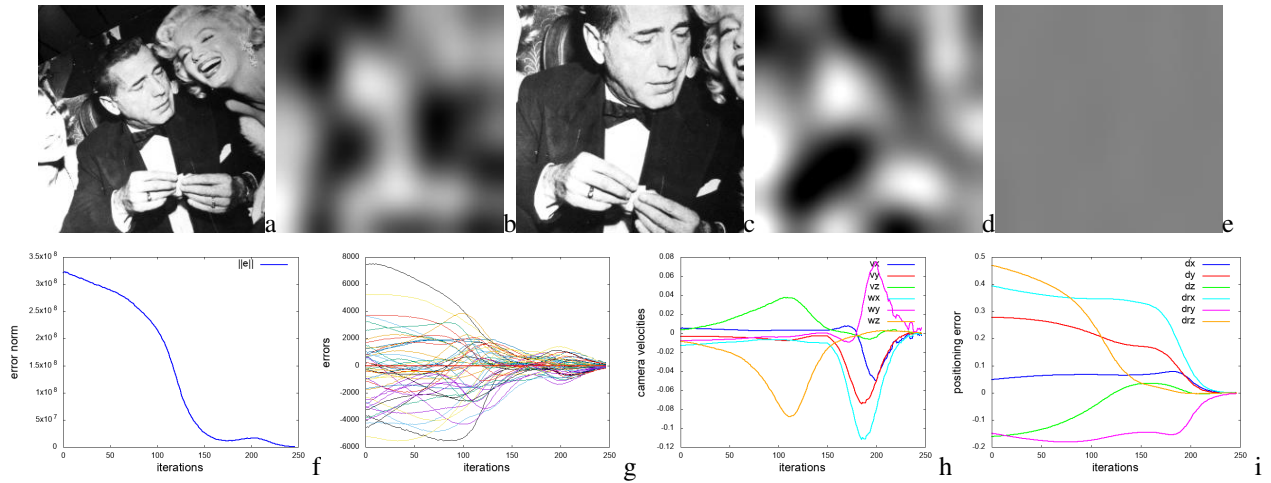 a b c d e
||e||
3.5x10^8
3x10^8
2.5x10^8
2x10^8
1.5x10^8
1x10^8
5x10^7
0
error norm
0 50 100 150 200 250
iterations
f
8000
6000
4000
2000
0
-2000
-4000
-6000
errors
0 50 100 150 200 250
iterations
g
0.08
0.06
0.04
0.02
0
-0.02
-0.04
-0.06
-0.08
-0.1
-0.12
camera velocities
vx
vy
vz
wx
wy
wz
0 50 100 150 200 250
iterations
h
0.5
0.4
0.3
0.2
0.1
0
-0.1
-0.2
positioning error
dx
dy
dz
drx
dry
drz
0 50 100 150 200 250
iterations
i